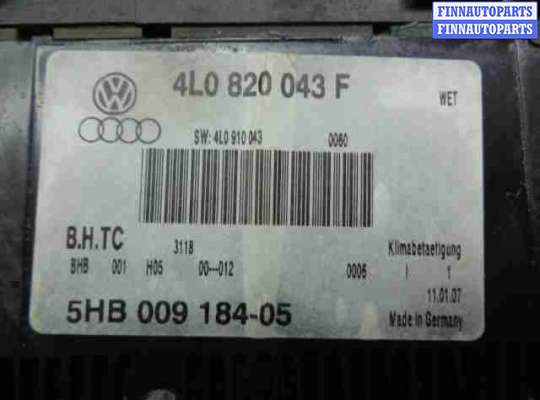 FINNAUTOPARTS
FINNAUTOPARTS
4L0 820 043 F
WET
SW: 4L0 910 043 0060
B.H.TC 3118 Klimabetaetigung
BHB 001 H05 00---012 0006 I 1
11.01.07
5HB 009 184-05 Made in Germany